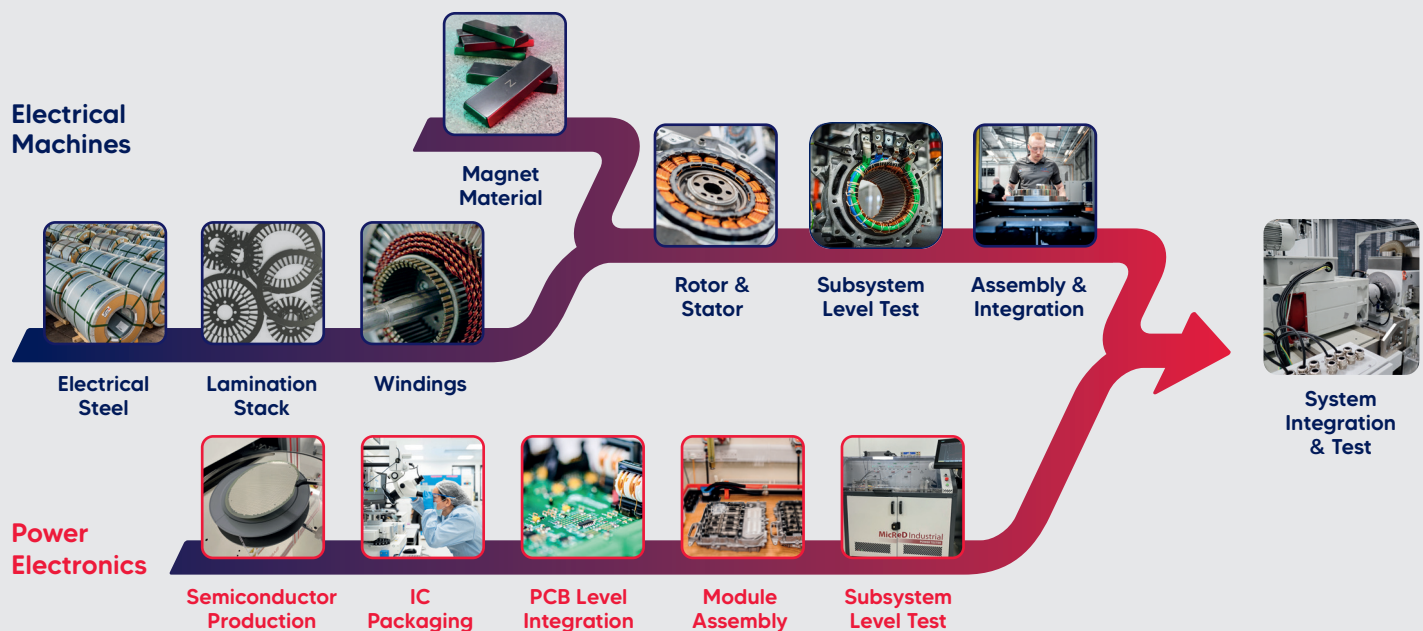 Electrical
Machines
Magnet
Material
Rotor &
Stator
Subsystem
Level Test
Assembly &
Integration
Electrical
Steel
Lamination
Stack
Windings
System
Integration
& Test
Power
Electronics
MicReD Industrial
Semiconductor
Production
IC
Packaging
PCB Level
Integration
Module
Assembly
Subsystem
Level Test